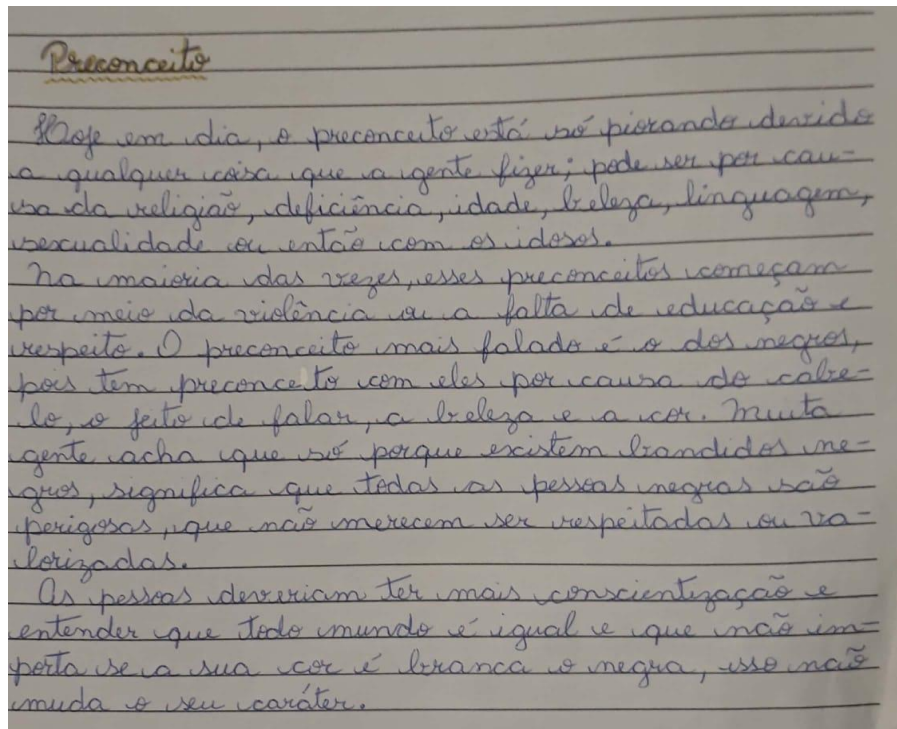 Preconceito
Hoje em dia, o preconceito está só piorando devido
a qualquer coisa que a gente fizer; pode ser por cau-
sa da religião, deficiência, idade, beleza, linguagem,
sexualidade ou então com os idosos.
Na maioria das vezes, esses preconceitos começam
por meio da violência ou a falta de educação e
respeito. O preconceito mais falado é o dos negros,
pois tem preconceito com eles por causa do cabe-
lo, o jeito de falar, a beleza e a cor. Muita
gente acha que só porque existem bandidos ne-
gros, significa que todas as pessoas negras são
perigosas, que não merecem ser respeitadas ou va-
lorizadas.
As pessoas deveriam ter mais conscientização e
entender que todo mundo é igual e que não im-
porta se a sua cor é branca o negra, isso não
muda o seu caráter.